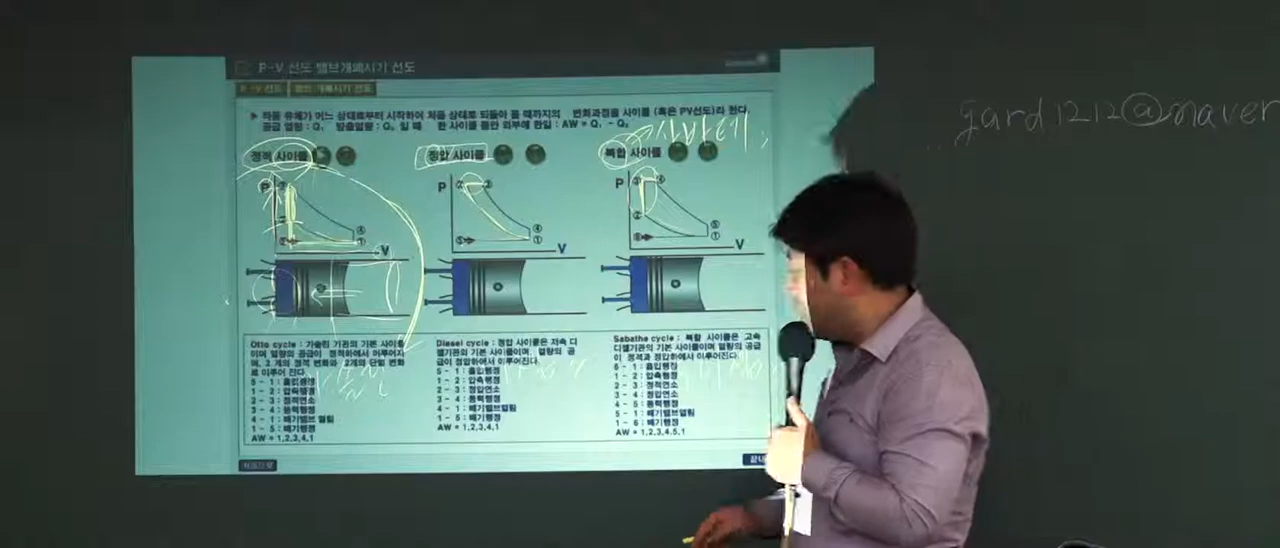 P-V 선도 밸브개폐시기 선도
P-V 선도 밸브 개폐시기 선도
▶ 작동 유체가 어느 상태로부터 시작하여 처음 상태로 되돌아 올 때까지의 변화과정을 사이클 (혹은 PV선도)라 한다.
공급 열량 : Q₁ 방출열량 : Q₂ 일 때 한 사이클 동안 외부에 한일 : AW = Q₁ - Q₂
사바테
gard1212@naver
정적 사이클
정압 사이클
복합 사이클
P
V
P ② ③
④
⑤ ①
V
P ③ ④
②
⑤
⑥ ①
V
Otto cycle : 가솔린 기관의 기본 사이클
이며 열량의 공급이 정적하에서 이루어지
며, 2 개의 정적 변화와 2개의 단열 변화
로 이루어 진다.
5 - 1 : 흡입행정
1 - 2 : 압축행정
2 - 3 : 정적연소
3 - 4 : 동력행정
4 - 1 : 배기밸브 열림
1 - 5 : 배기행정
AW = 1,2,3,4,1
Diesel cycle : 정압 사이클은 저속 디
젤기관의 기본 사이클이며, 열량의 공
급이 정압하에서 이루어진다.
5 - 1 : 흡입행정
1 - 2 : 압축행정
2 - 3 : 정압연소
3 - 4 : 동력행정
4 - 1 : 배기밸브열림
1 - 5 : 배기행정
AW = 1,2,3,4,1
Sabathe cycle : 복합 사이클은 고속
디젤기관의 기본 사이클이며 열량의 공급
이 정적과 정압하에서 이루어진다.
6 - 1 : 흡입행정
1 - 2 : 압축행정
2 - 3 : 정적연소
3 - 4 : 정압연소
4 - 5 : 동력행정
5 - 1 : 배기밸브 열림
1 - 6 : 배기행정
AW = 1,2,3,4,5,1